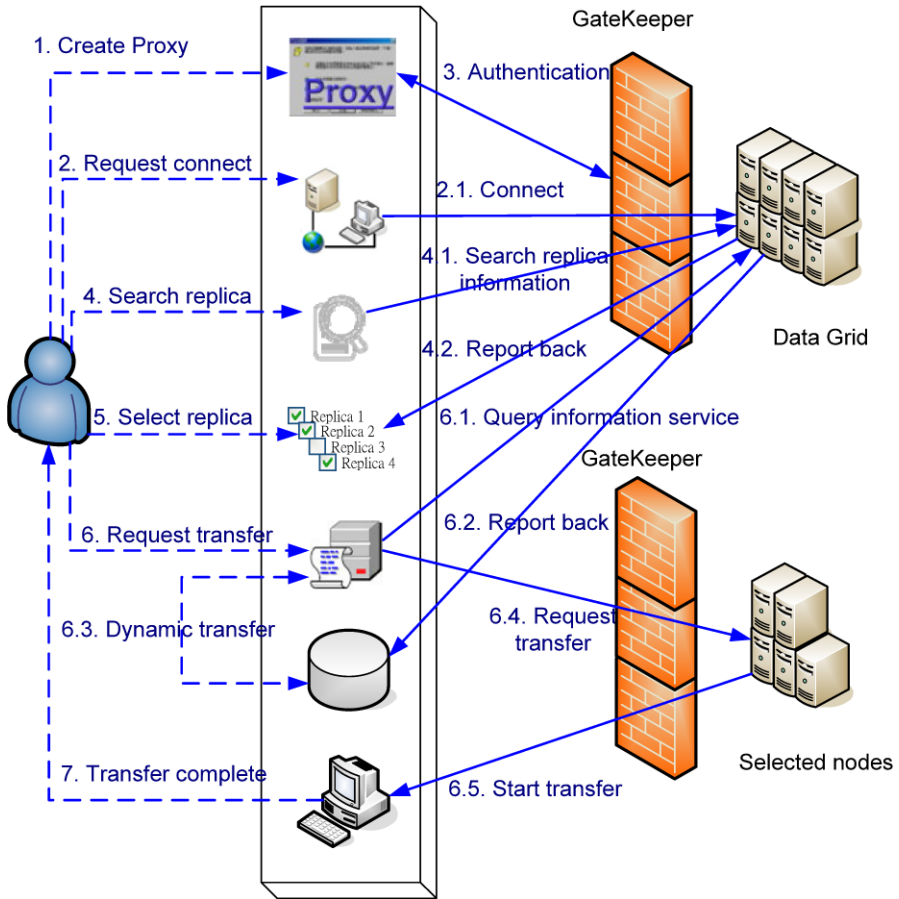 GateKeeper
1. Create Proxy
Proxy
3. Authentication
2. Request connect
2.1. Connect
4.1. Search replica
information
4. Search replica
Data Grid
4.2. Report back
5. Select replica
Replica 1
Replica 2
Replica 3
Replica 4
6.1. Query information service
GateKeeper
6. Request transfer
6.2. Report back
6.3. Dynamic transfer
6.4. Request
transfer
7. Transfer complete
6.5. Start transfer
Selected nodes